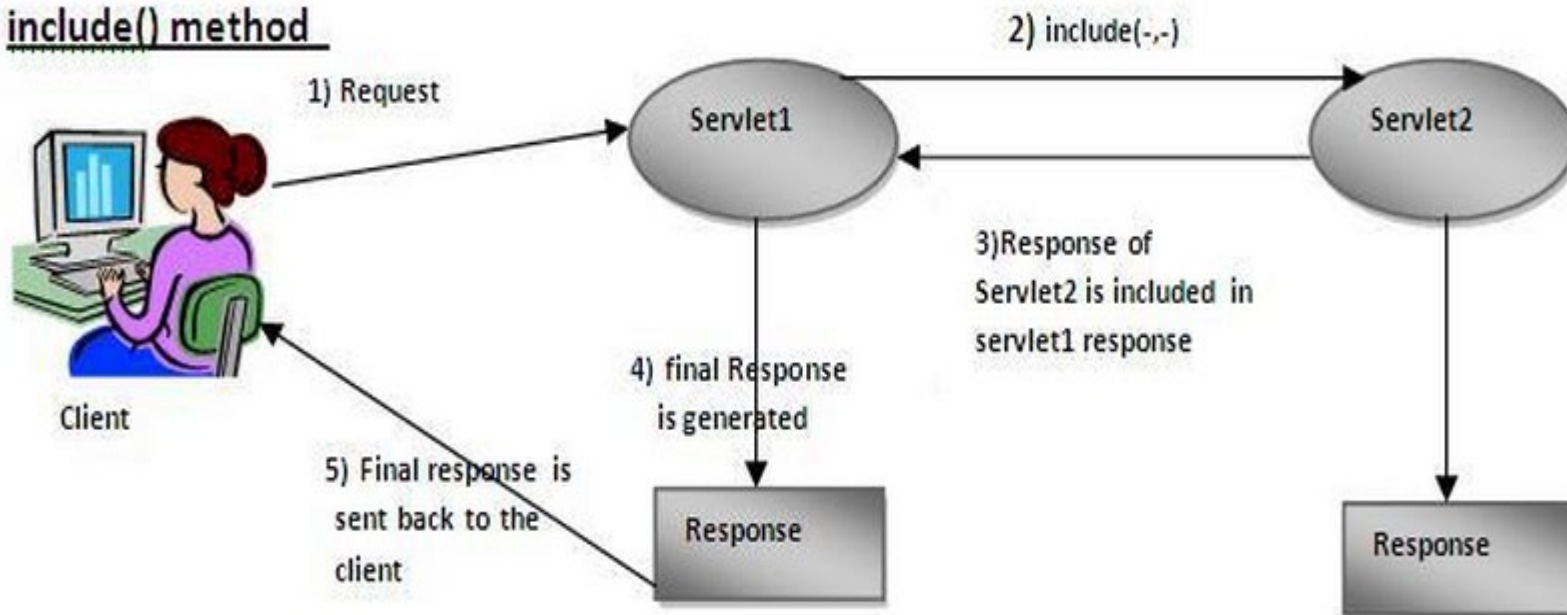 include() method
2) include(-,-)
1) Request
Servlet1
Servlet2
3)Response of
Servlet2 is included in
servlet1 response
4) final Response
is generated
Client
5) Final response is
sent back to the
client
Response
Response